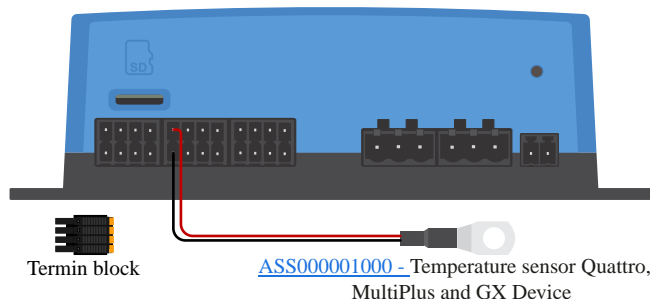 SD
Termin block
ASS000001000 - Temperature sensor Quattro,
MultiPlus and GX Device